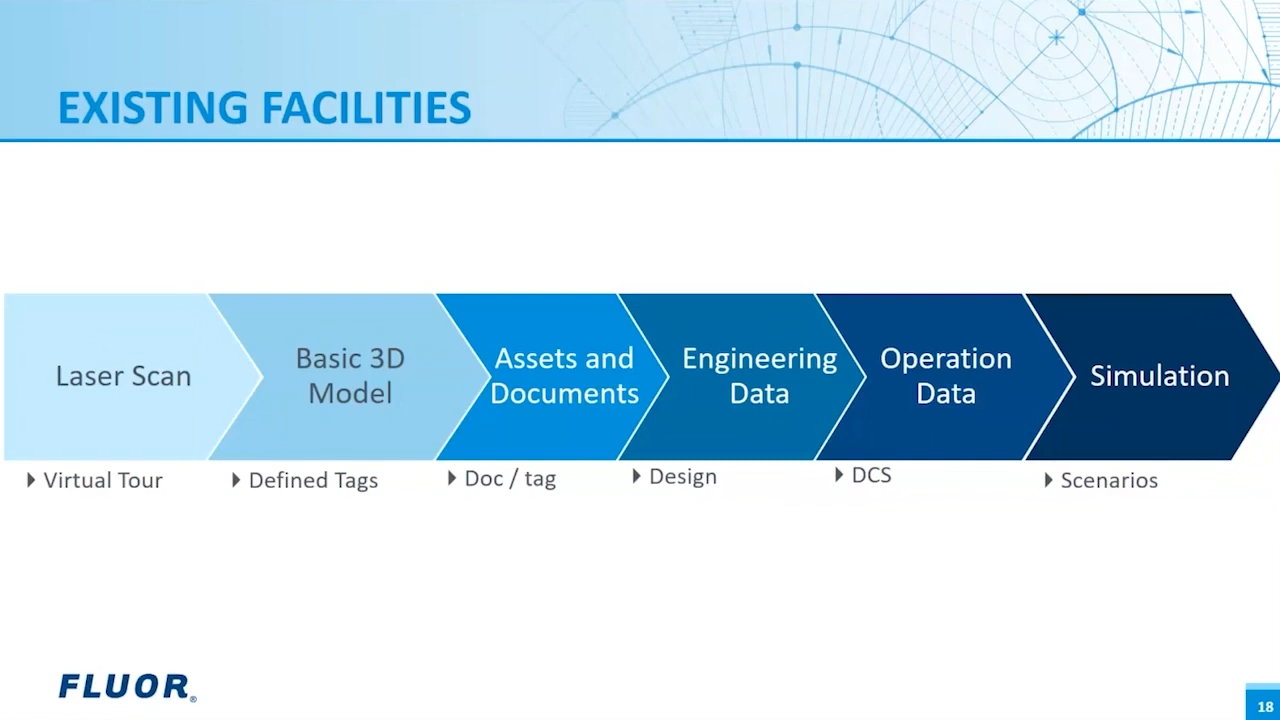 EXISTING FACILITIES
Laser Scan
Basic 3D
Model
Assets and
Documents
Engineering
Data
Operation
Data
Simulation
Virtual Tour
Defined Tags
Doc / tag
Design
DCS
Scenarios
FLUOR®
18